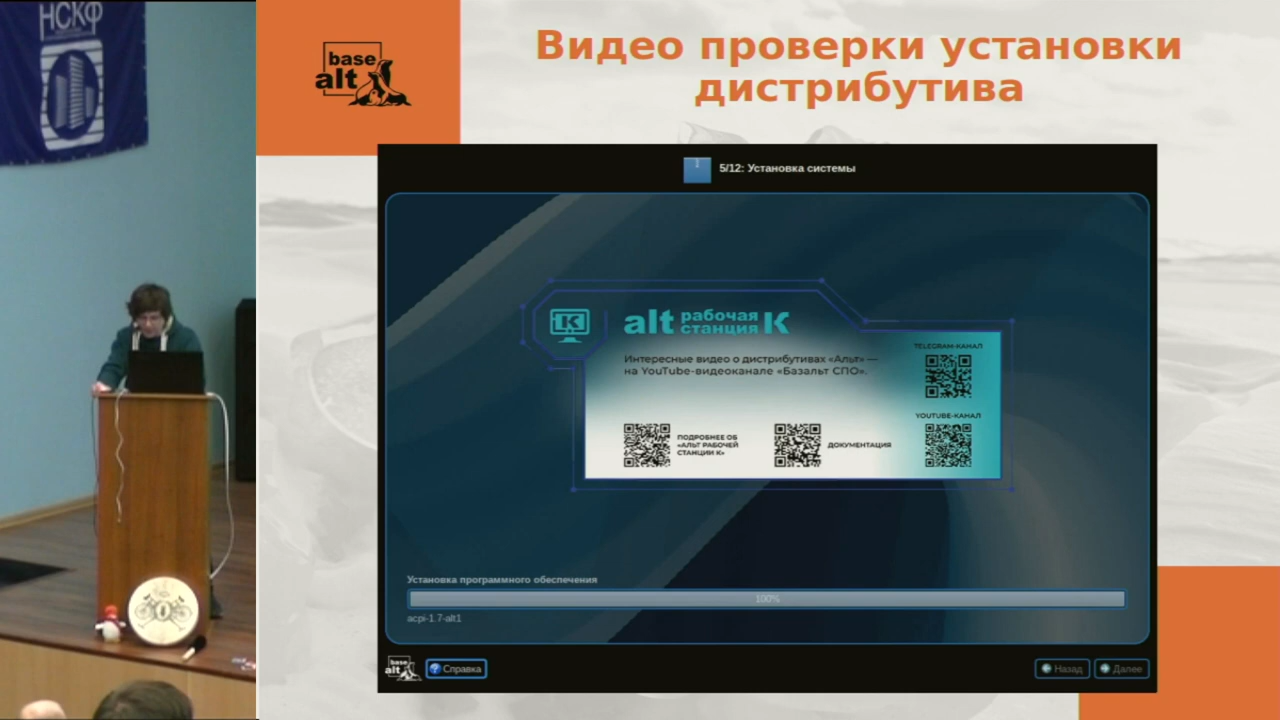 НСКФ
base
alt
Видео проверки установки
дистрибутива
5/12: Установка системы
alt рабочая станция К
TELEGRAM-КАНАЛ
Интересные видео о дистрибутивах «Альт» —
на YouTube-видеоканале «Базальт СПО».
YOUTUBE-КАНАЛ
ПОДРОБНЕЕ ОБ
«АЛЬТ РАБОЧЕЙ
СТАНЦИИ К»
ДОКУМЕНТАЦИЯ
Установка программного обеспечения
100%
acpi-1.7-alt1
base
alt
Справка
Назад
Далее